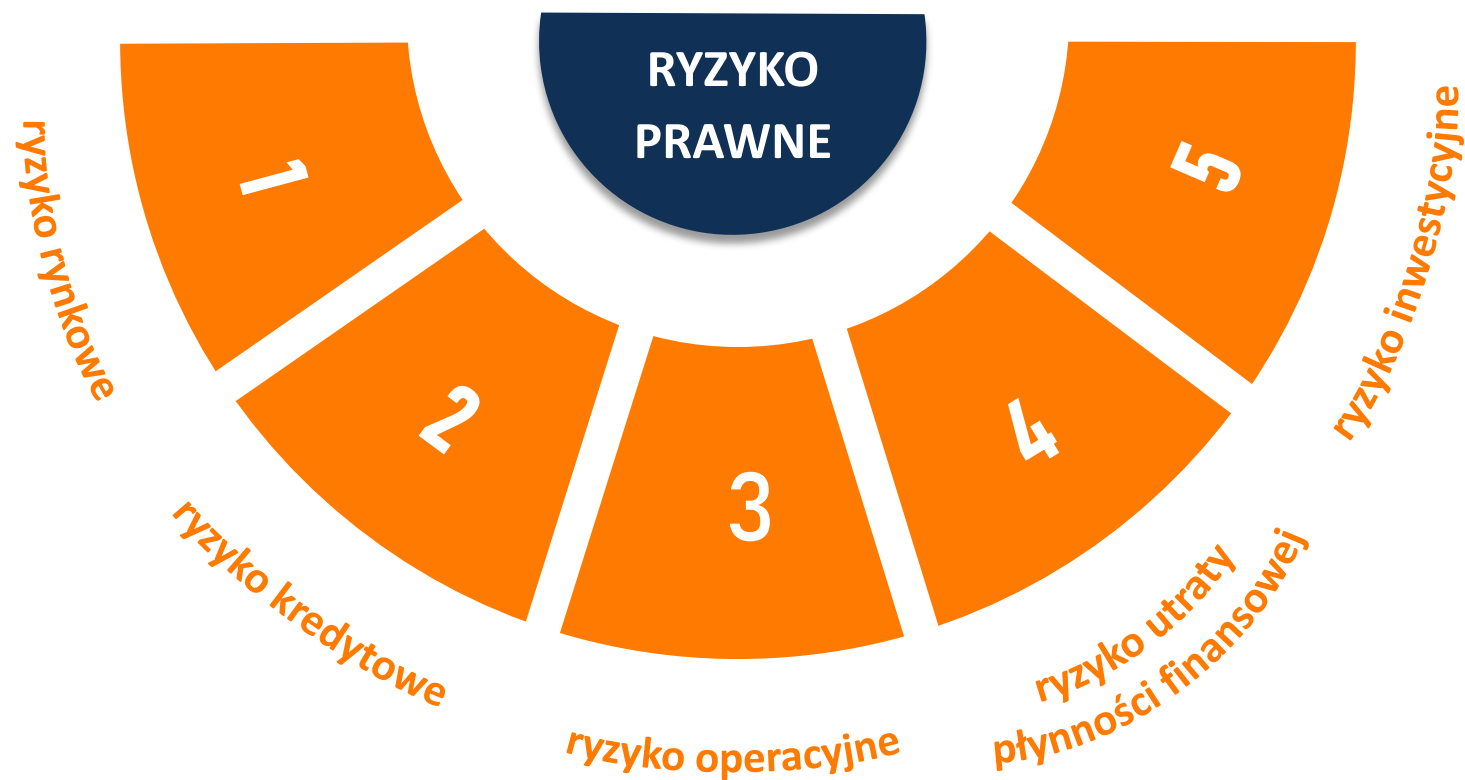 RYZYKO
PRAWNE
1
ryzyko rynkowe
2
ryzyko kredytowe
3
ryzyko operacyjne
4
ryzyko utraty
płynności finansowej
5
ryzyko inwestycyjne